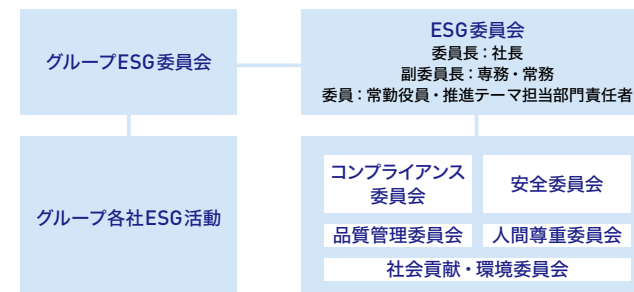 グループESG委員会
ESG委員会
委員長：社長
副委員長：専務・常務
委員：常勤役員・推進テーマ担当部門責任者
グループ各社ESG活動
コンプライアンス
委員会
安全委員会
品質管理委員会
人間尊重委員会
社会貢献・環境委員会